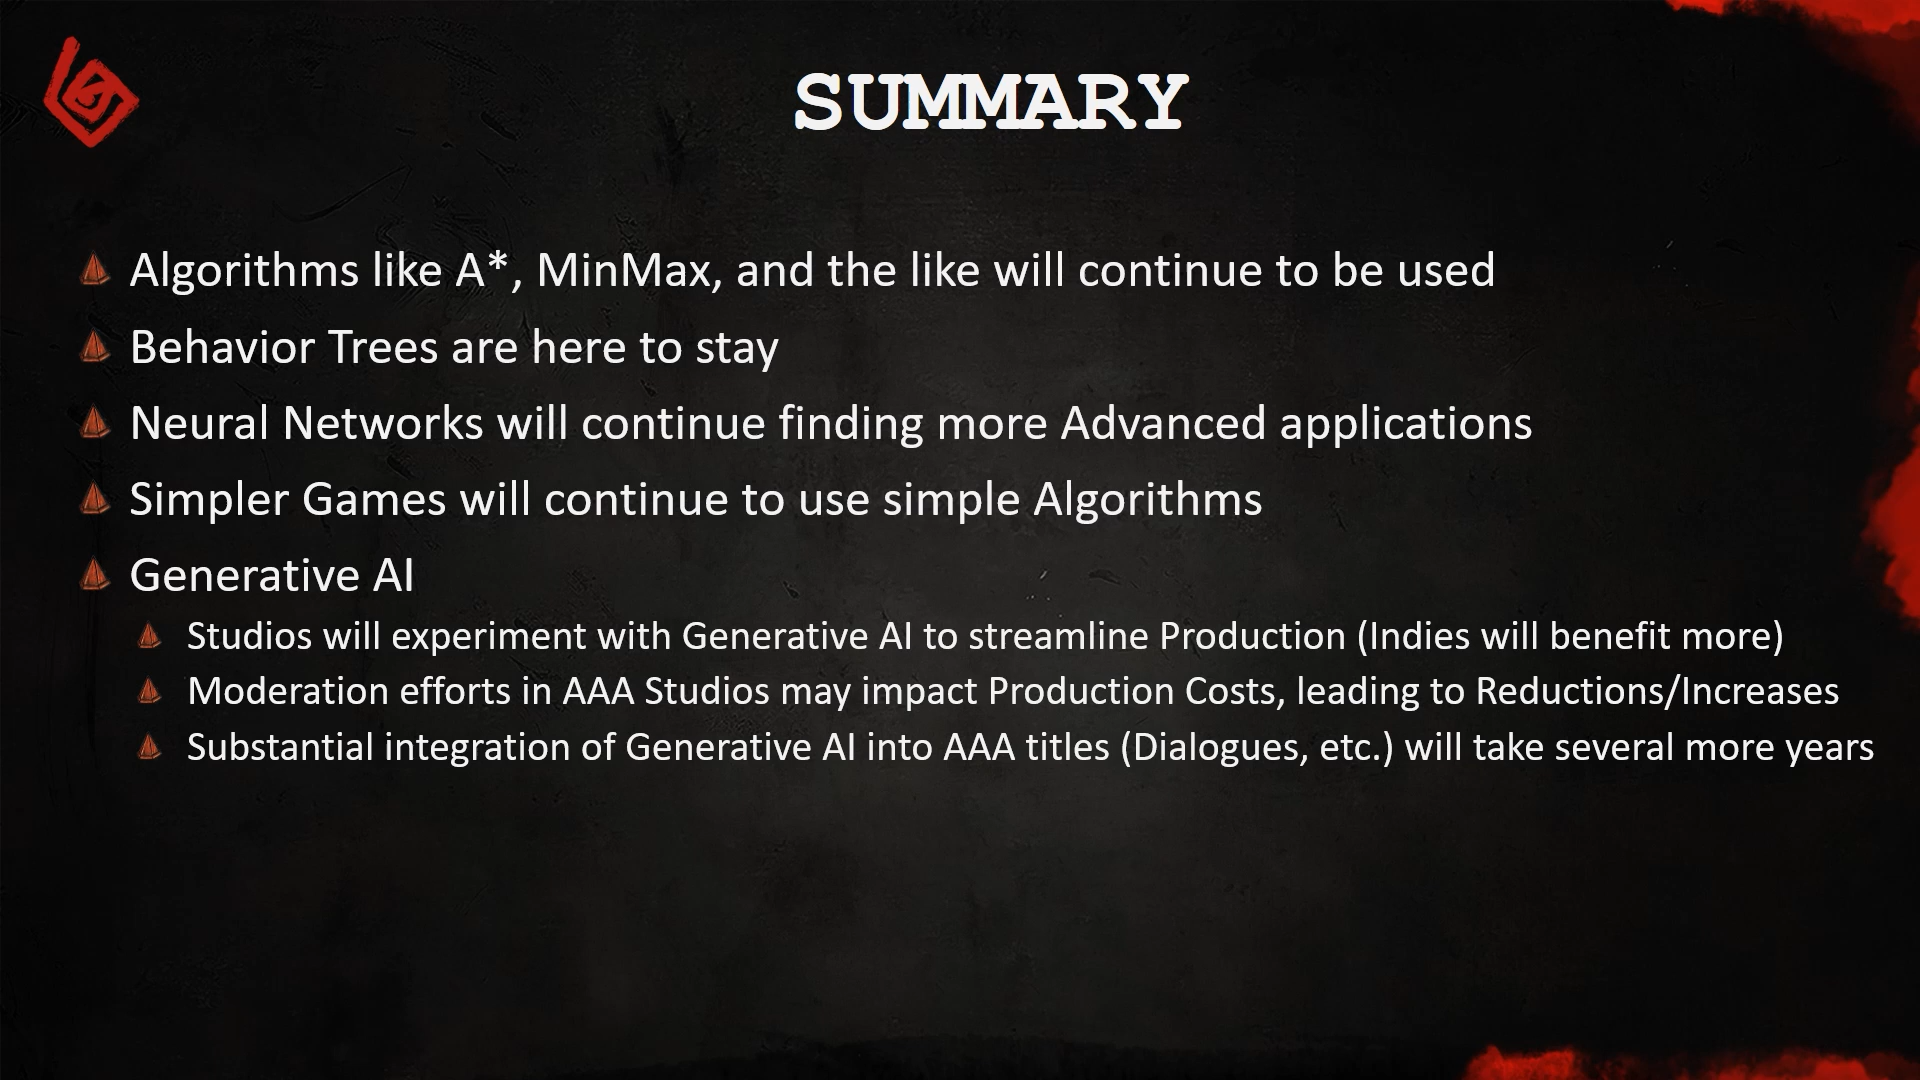 SUMMARY
Algorithms like A*, MinMax, and the like will continue to be used
Behavior Trees are here to stay
Neural Networks will continue finding more Advanced applications
Simpler Games will continue to use simple Algorithms
Generative AI
Studios will experiment with Generative AI to streamline Production (Indies will benefit more)
Moderation efforts in AAA Studios may impact Production Costs, leading to Reductions/Increases
Substantial integration of Generative AI into AAA titles (Dialogues, etc.) will take several more years